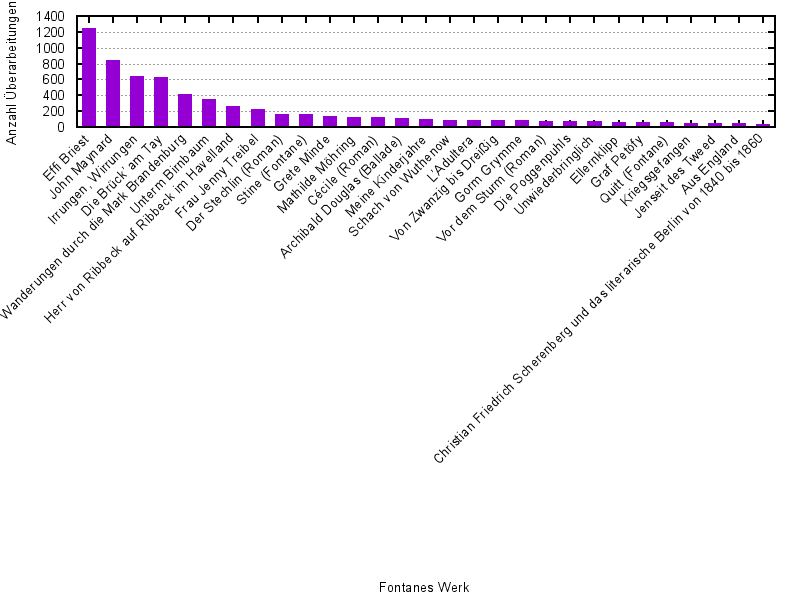 1400
1200
1000
800
600
400
200
0
Anzahl Überarbeitungen
Effi Briest
John Maynard
Irrungen, Wirrungen
Die Brück' am Tay
Wanderungen durch die Mark Brandenburg
Unterm Birnbaum
Herr von Ribbeck auf Ribbeck im Havelland
Frau Jenny Treibel
Der Stechlin (Roman)
Stine (Fontane)
Grete Minde
Mathilde Möhring
Cécile (Roman)
Archibald Douglas (Ballade)
Meine Kinderjahre
Schach von Wuthenow
L'Adultera
Von Zwanzig bis Dreißig
Gorm Grymme
Vor dem Sturm (Roman)
Die Poggenpuhls
Unwiederbringlich
Ellernklipp
Graf Petöfy
Quitt (Fontane)
Kriegsgefangen
Jenseit des Tweed
Aus England
Christian Friedrich Scherenberg und das literarische Berlin von 1840 bis 1860
Fontanes Werk